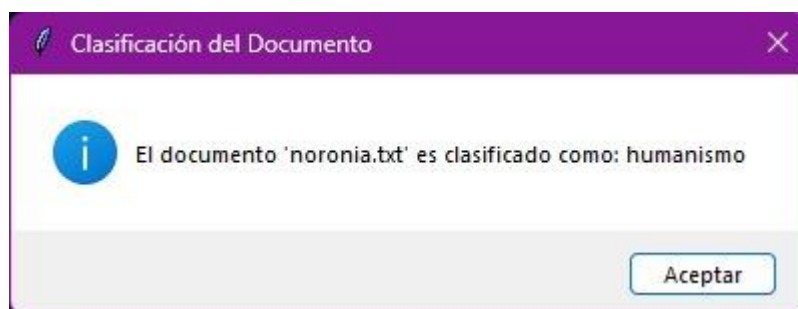 Clasificación del Documento
El documento 'noronia.txt' es clasificado como: humanismo
Aceptar